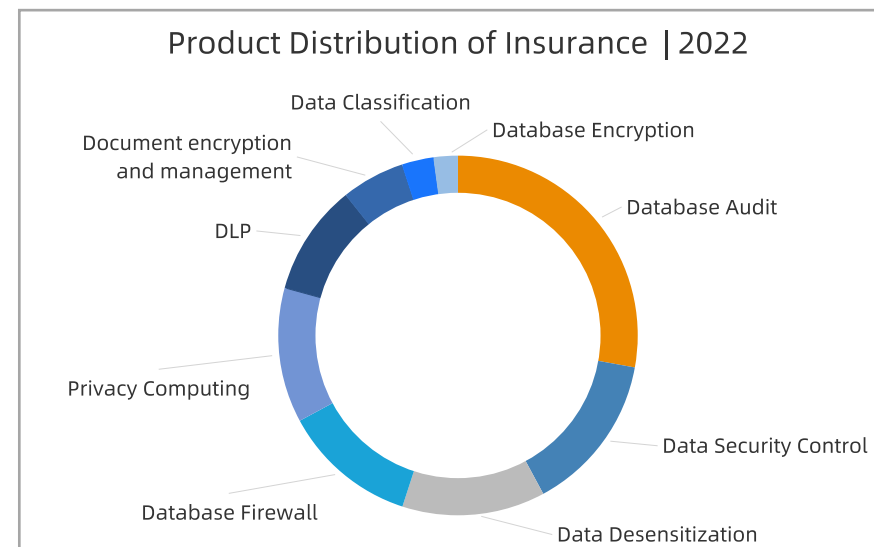 Product Distribution of Insurance | 2022
Data Classification
Database Encryption
Document encryption
and management
Database Audit
DLP
Privacy Computing
Data Security Control
Database Firewall
Data Desensitization